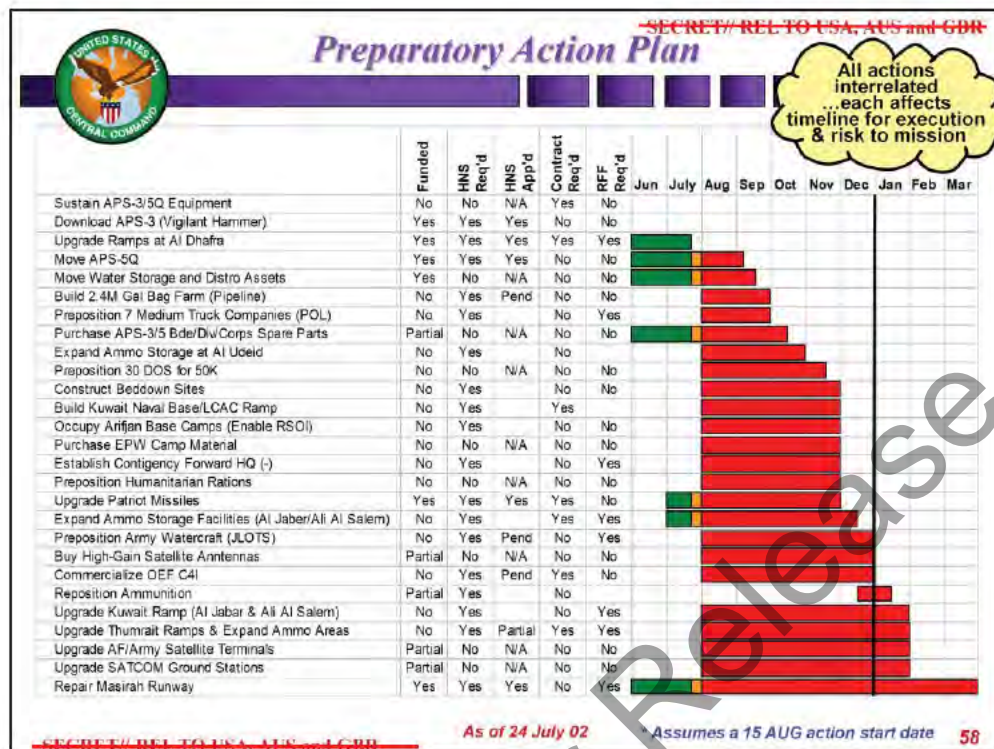 SECRET// REL TO USA, AUS and GBR
Preparatory Action Plan
UNITED STATES
CENTRAL COMMAND
All actions
interrelated
...each affects
timeline for execution
& risk to mission
Funded HNS Req'd HNS App'd Contract Req'd RFF Req'd Jun July Aug Sep Oct Nov Dec Jan Feb Mar
Sustain APS-3/5Q Equipment No No N/A Yes No
Download APS-3 (Vigilant Hammer) Yes Yes Yes No No
Upgrade Ramps at Al Dhafra Yes Yes Yes Yes Yes
Move APS-5Q Yes Yes Yes No No
Move Water Storage and Distro Assets Yes No N/A No No
Build 2.4M Gal Bag Farm (Pipeline) No Yes Pend No No
Preposition 7 Medium Truck Companies (POL) No Yes No Yes
Purchase APS-3/5 Bde/Div/Corps Spare Parts Partial No N/A No No
Expand Ammo Storage at Al Udeid No Yes No
Preposition 30 DOS for 50K No No N/A No No
Construct Beddown Sites No Yes No No
Build Kuwait Naval Base/LCAC Ramp No Yes Yes
Occupy Arifjan Base Camps (Enable RSOI) No Yes No No
Purchase EPW Camp Material No No N/A No No
Establish Contigency Forward HQ (-) No Yes No Yes
Preposition Humanitarian Rations No No N/A No No
Upgrade Patriot Missiles Yes Yes Yes Yes No
Expand Ammo Storage Facilities (Al Jaber/Ali Al Salem) No Yes Yes Yes
Preposition Army Watercraft (JLOTS) No Yes Pend No Yes
Buy High-Gain Satellite Anntennas Partial No N/A No No
Commercialize OEF C4I No Yes Pend Yes No
Reposition Ammunition Partial Yes No
Upgrade Kuwait Ramp (Al Jabar & Ali Al Salem) No Yes No Yes
Upgrade Thumrait Ramps & Expand Ammo Areas No Yes Partial Yes Yes
Upgrade AF/Army Satellite Terminals Partial No N/A No No
Upgrade SATCOM Ground Stations Partial No N/A No No
Repair Masirah Runway Yes Yes Yes No Yes
SECRET// REL TO USA, AUS and GBR
As of 24 July 02
* Assumes a 15 AUG action start date
58
Release